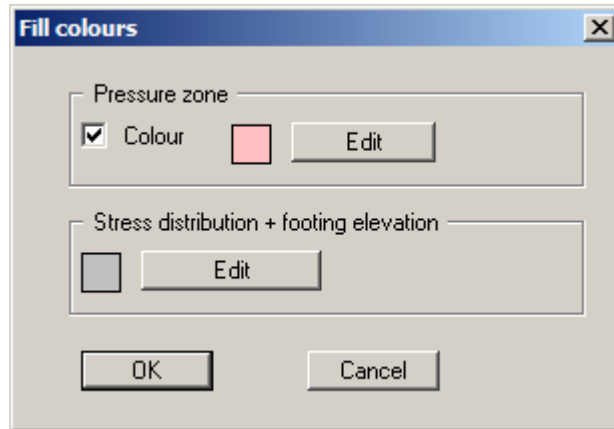 Fill colours
Pressure zone
Colour
Edit
Stress distribution + footing elevation
Edit
OK
Cancel